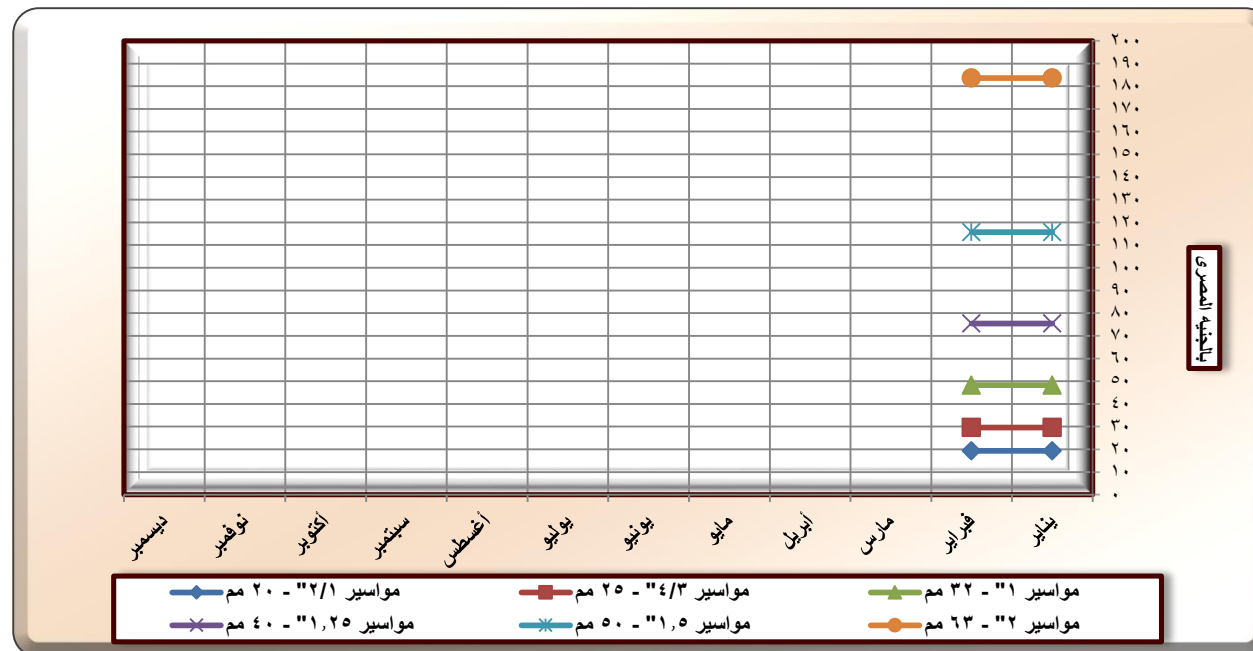 ٢٠٠
١٩٠
١٨٠
١٧٠
١٦٠
١٥٠
١٤٠
١٣٠
١٢٠
١١٠
١٠٠
٩٠
٨٠
٧٠
٦٠
٥٠
٤٠
٣٠
٢٠
١٠
٠
بالجنيه المصرى
يناير
فبراير
مارس
أبريل
مايو
يونيو
يوليو
أغسطس
سبتمبر
أكتوبر
نوفمبر
ديسمبر
مواسير ١" - ٣٢ مم
مواسير ٤/٣" - ٢٥ مم
مواسير ٢/١" - ٢٠ مم
مواسير ٢" - ٦٣ مم
مواسير ١,٥" - ٥٠ مم
مواسير ١,٢٥" - ٤٠ مم